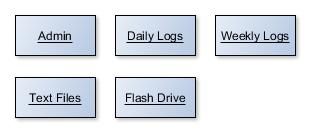 Admin
Daily Logs
Weekly Logs
Text Files
Flash Drive